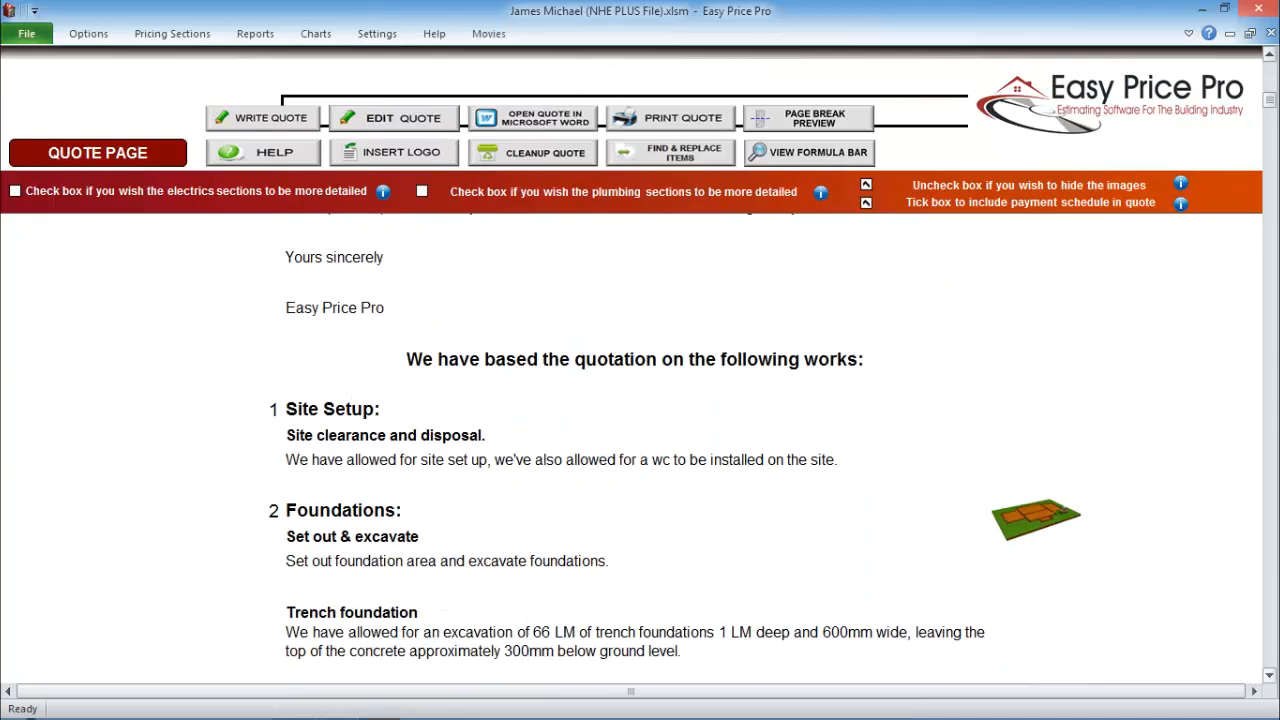 James Michael (NHE PLUS File).xlsm - Easy Price Pro
File Options Pricing Sections Reports Charts Settings Help Movies
WRITE QUOTE EDIT QUOTE OPEN QUOTE IN MICROSOFT WORD PRINT QUOTE PAGE BREAK PREVIEW
Easy Price Pro
Estimating Software For The Building Industry
QUOTE PAGE HELP INSERT LOGO CLEANUP QUOTE FIND & REPLACE ITEMS VIEW FORMULA BAR
Check box if you wish the electrics sections to be more detailed Check box if you wish the plumbing sections to be more detailed Uncheck box if you wish to hide the images
Tick box to include payment schedule in quote
Yours sincerely
Easy Price Pro
We have based the quotation on the following works:
1 Site Setup:
Site clearance and disposal.
We have allowed for site set up, we've also allowed for a wc to be installed on the site.
2 Foundations:
Set out & excavate
Set out foundation area and excavate foundations.
Trench foundation
We have allowed for an excavation of 66 LM of trench foundations 1 LM deep and 600mm wide, leaving the
top of the concrete approximately 300mm below ground level.
Ready